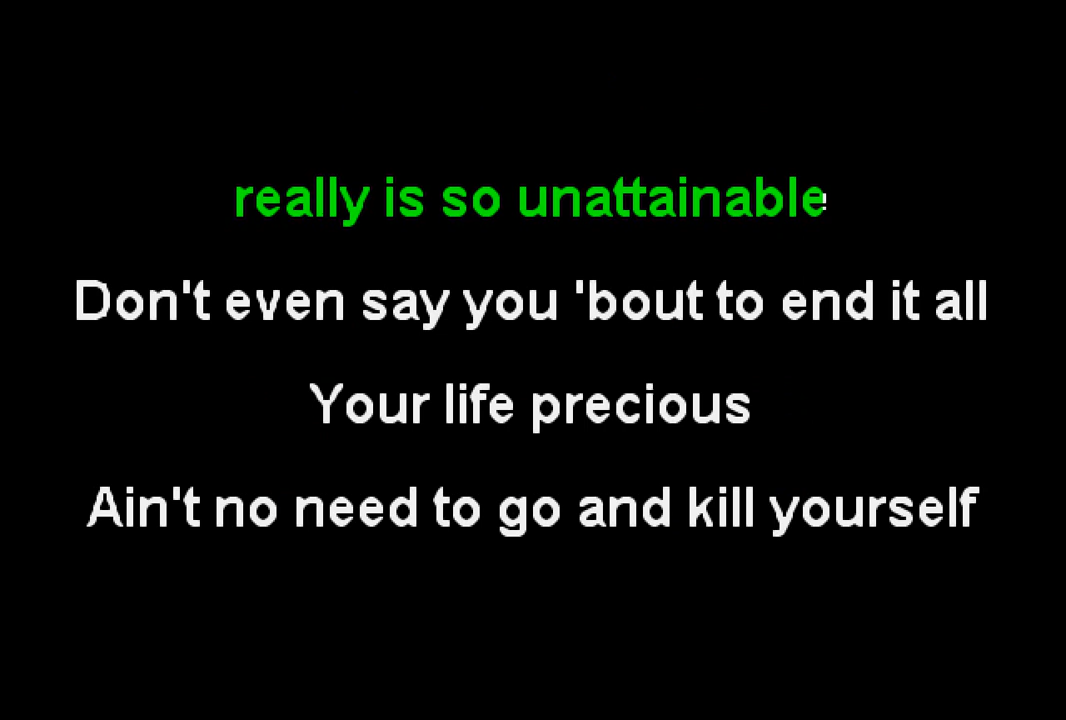 really is so unattainable
Don't even say you 'bout to end it all
Your life precious
Ain't no need to go and kill yourself